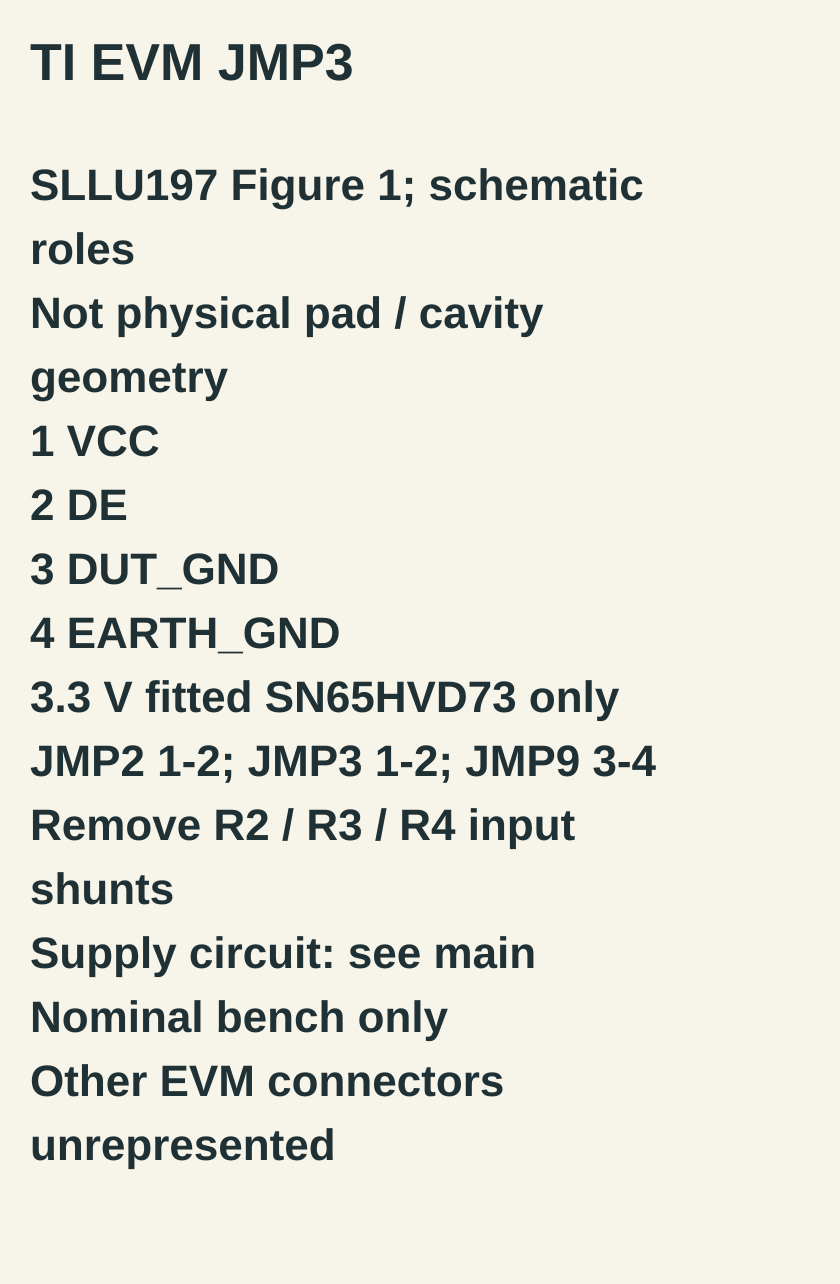 TI EVM JMP3
SLLU197 Figure 1; schematic
roles
Not physical pad / cavity
geometry
1 VCC
2 DE
3 DUT_GND
4 EARTH_GND
3.3 V fitted SN65HVD73 only
JMP2 1-2; JMP3 1-2; JMP9 3-4
Remove R2 / R3 / R4 input
shunts
Supply circuit: see main
Nominal bench only
Other EVM connectors
unrepresented